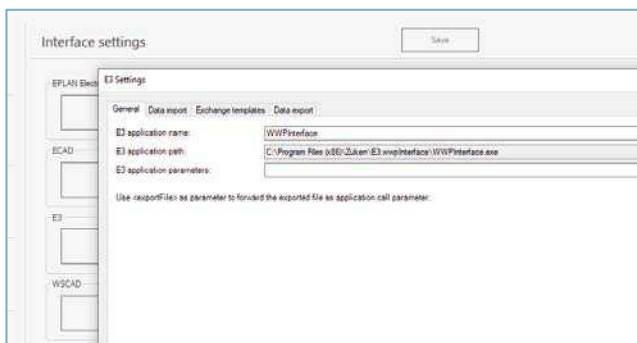 Interface settings
Save
EPLAN Elect
E3 Settings
General Data import Exchange templates Data export
E3 application name: WWPInterface
E3 application path: C:\Program Files (x86)\Zuken\E3.wwpInterface\WWPInterface.exe
E3 application parameters:
Use <exportFile> as parameter to forward the exported file as application call parameter.
ECAD
E3
WSCAD